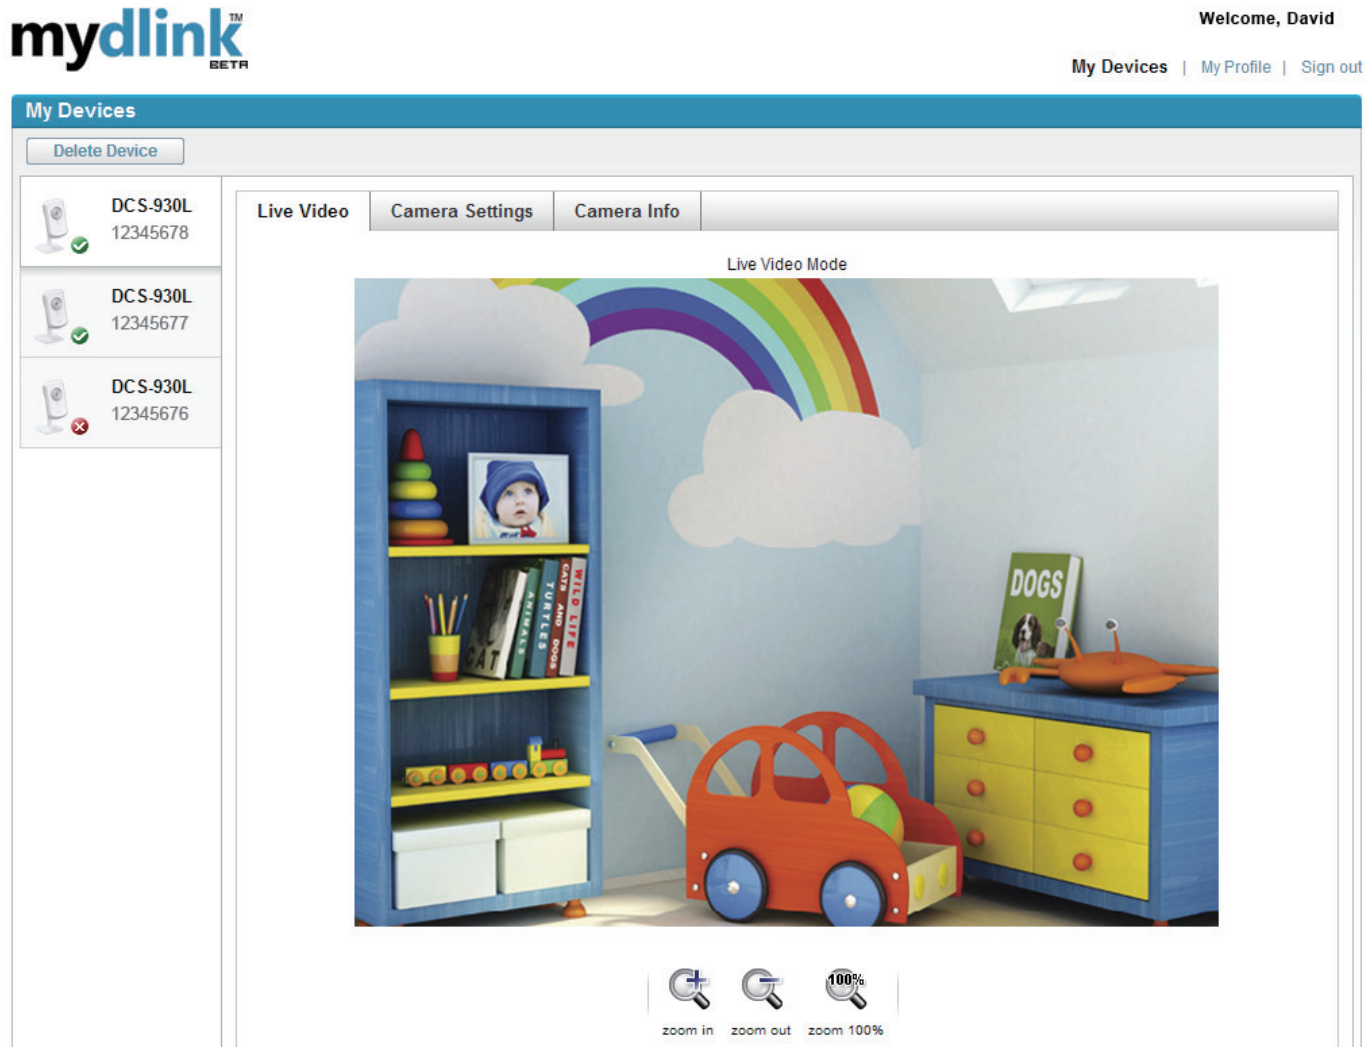 mydlink™
BETA
Welcome, David
My Devices | My Profile | Sign out
My Devices
Delete Device
DCS-930L
12345678
DCS-930L
12345677
DCS-930L
12345676
Live Video
Camera Settings
Camera Info
Live Video Mode
DOGS
CAT
ANIMALS
TURTLES
CATS AND DOGS
WILD LIFE
100%
zoom in
zoom out
zoom 100%